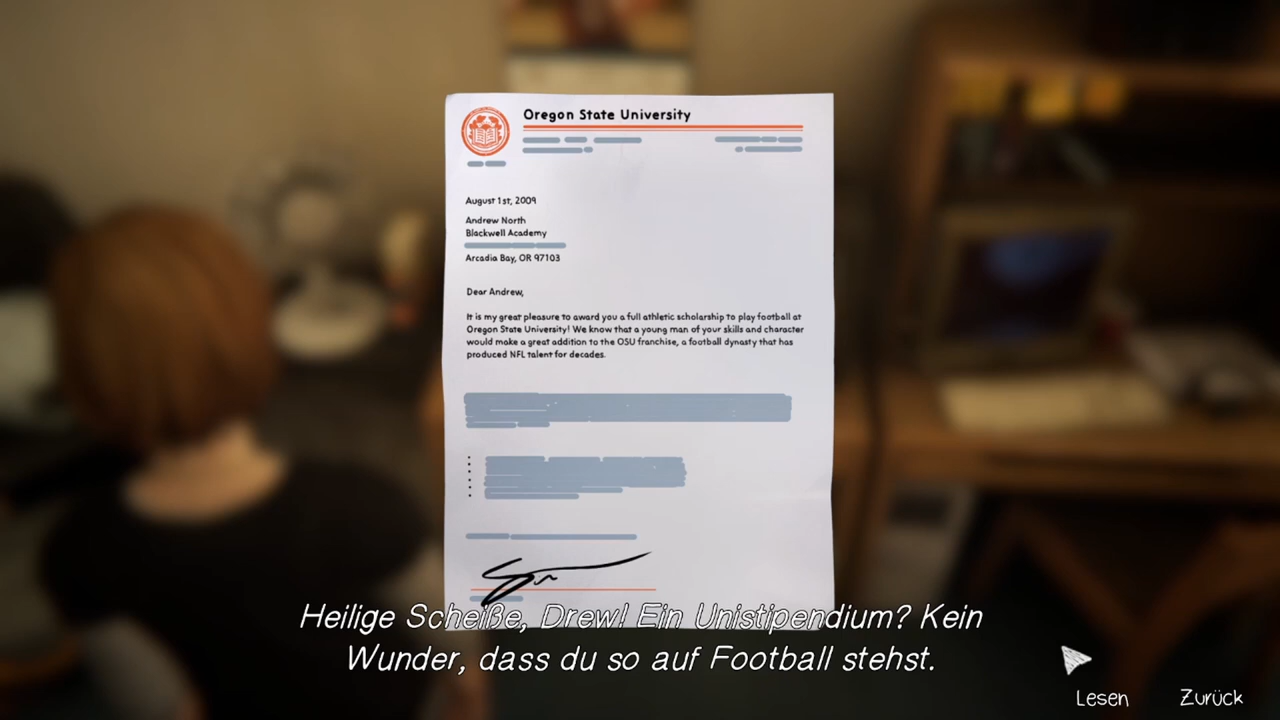 Oregon State University
August 1st, 2009
Andrew North
Blackwell Academy
Arcadia Bay, OR 97103
Dear Andrew,
It is my great pleasure to award you a full athletic scholarship to play football at
Oregon State University! We know that a young man of your skills and character
would make a great addition to the OSU franchise, a football dynasty that has
produced NFL talent for decades.
Heilige Scheiße, Drew! Ein Unistipendium? Kein
Wunder, dass du so auf Football stehst.
Lesen Zurück